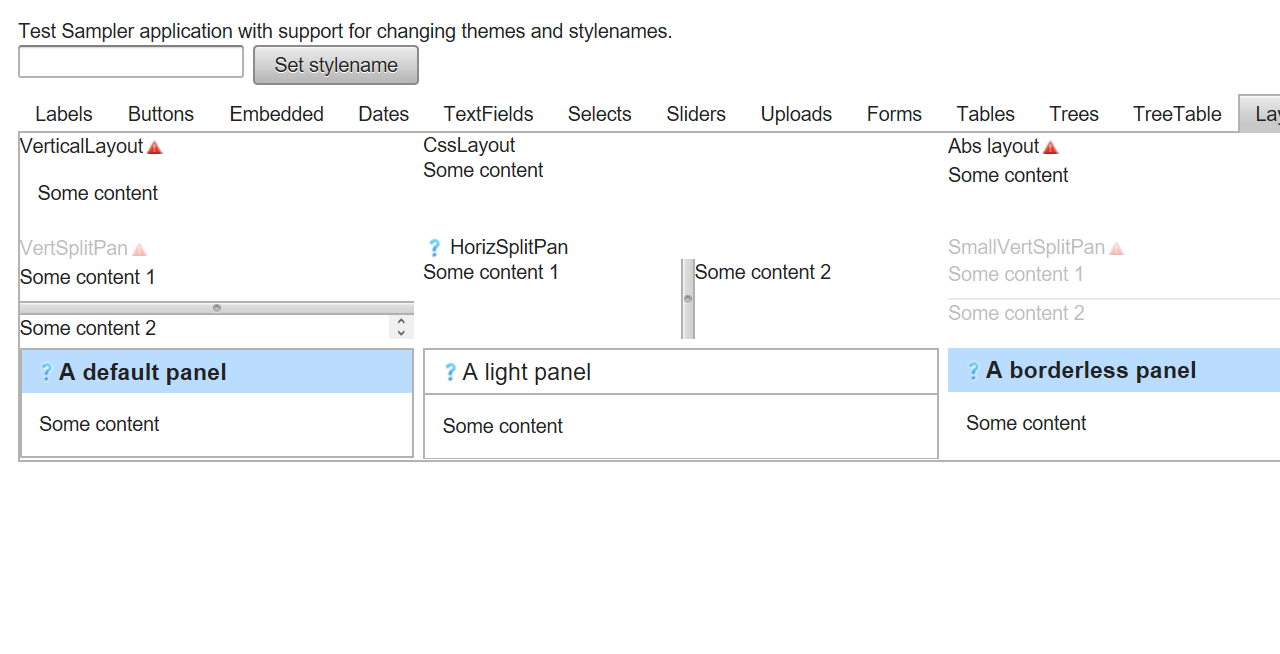 Test Sampler application with support for changing themes and stylenames.
Set stylename
Labels Buttons Embedded Dates TextFields Selects Sliders Uploads Forms Tables Trees TreeTable Lay
VerticalLayout CssLayout Abs layout
Some content Some content Some content
VertSplitPan HorizSplitPan SmallVertSplitPan
Some content 1 Some content 1 Some content 2 Some content 1
Some content 2 Some content 2
? A default panel ? A light panel ? A borderless panel
Some content Some content Some content